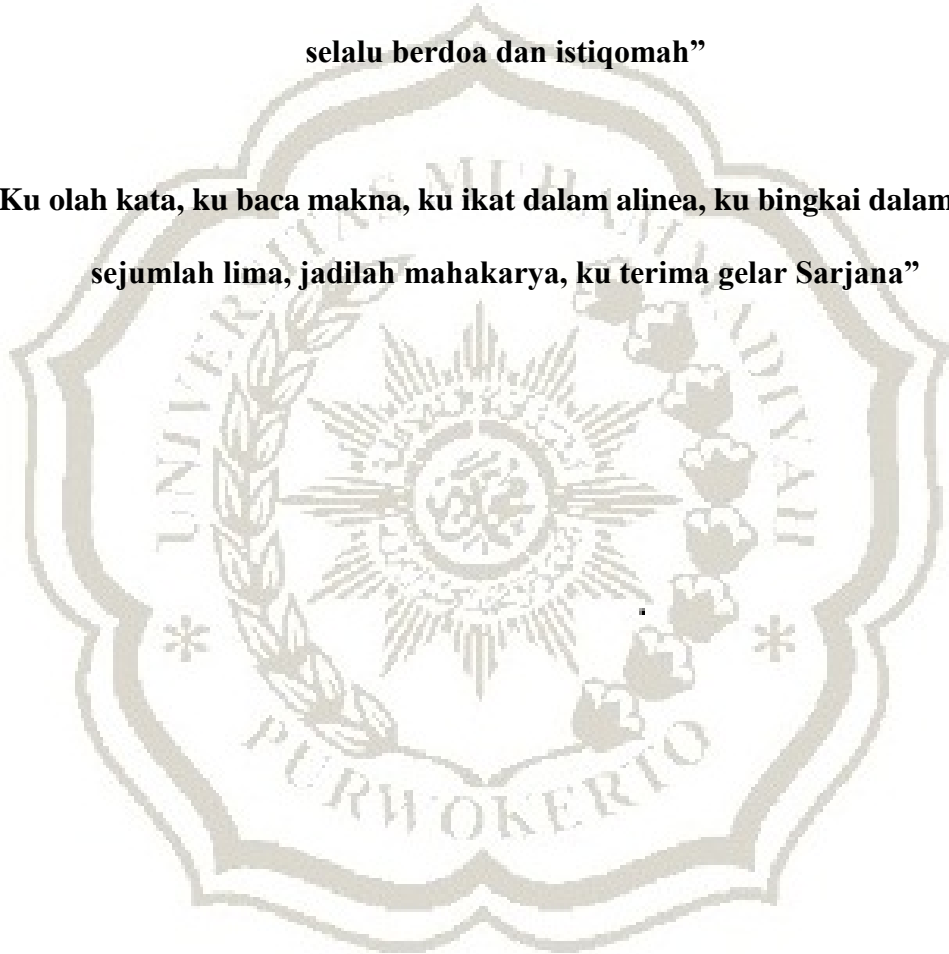 selalu berdoa dan istiqomah”
Ku olah kata, ku baca makna, ku ikat dalam alinea, ku bingkai dalam
sejumlah lima, jadilah mahakarya, ku terima gelar Sarjana”
UNIVERSITAS MUHAMMADIYAH
PURWOKERTO